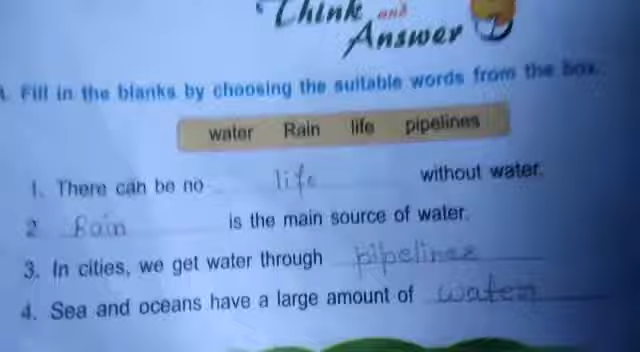 Think and
Answer
A. Fill in the blanks by choosing the suitable words from the box.
water Rain life pipelines
1. There can be no life without water.
2 Rain is the main source of water.
3. In cities, we get water through pipelines
4. Sea and oceans have a large amount of water